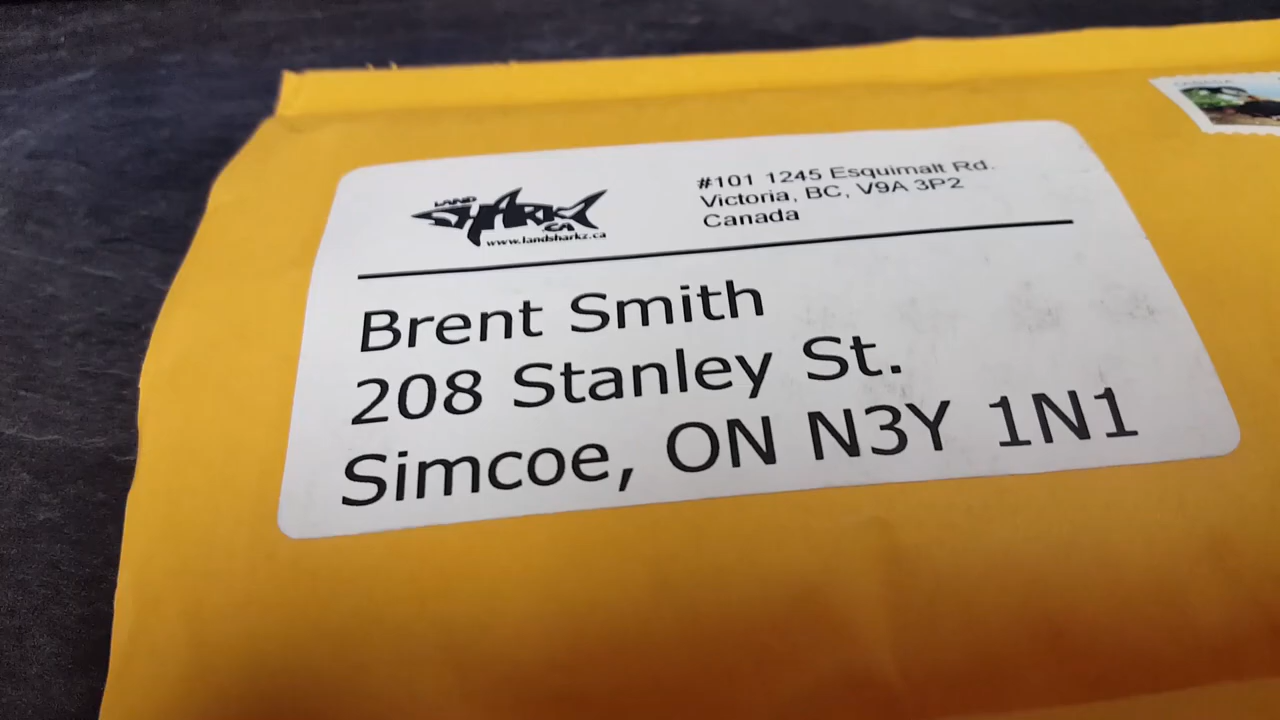 LAND
SHARKZ
CA
www.landsharkz.ca
#101 1245 Esquimalt Rd.
Victoria, BC, V9A 3P2
Canada
Brent Smith
208 Stanley St.
Simcoe, ON N3Y 1N1
CANADA